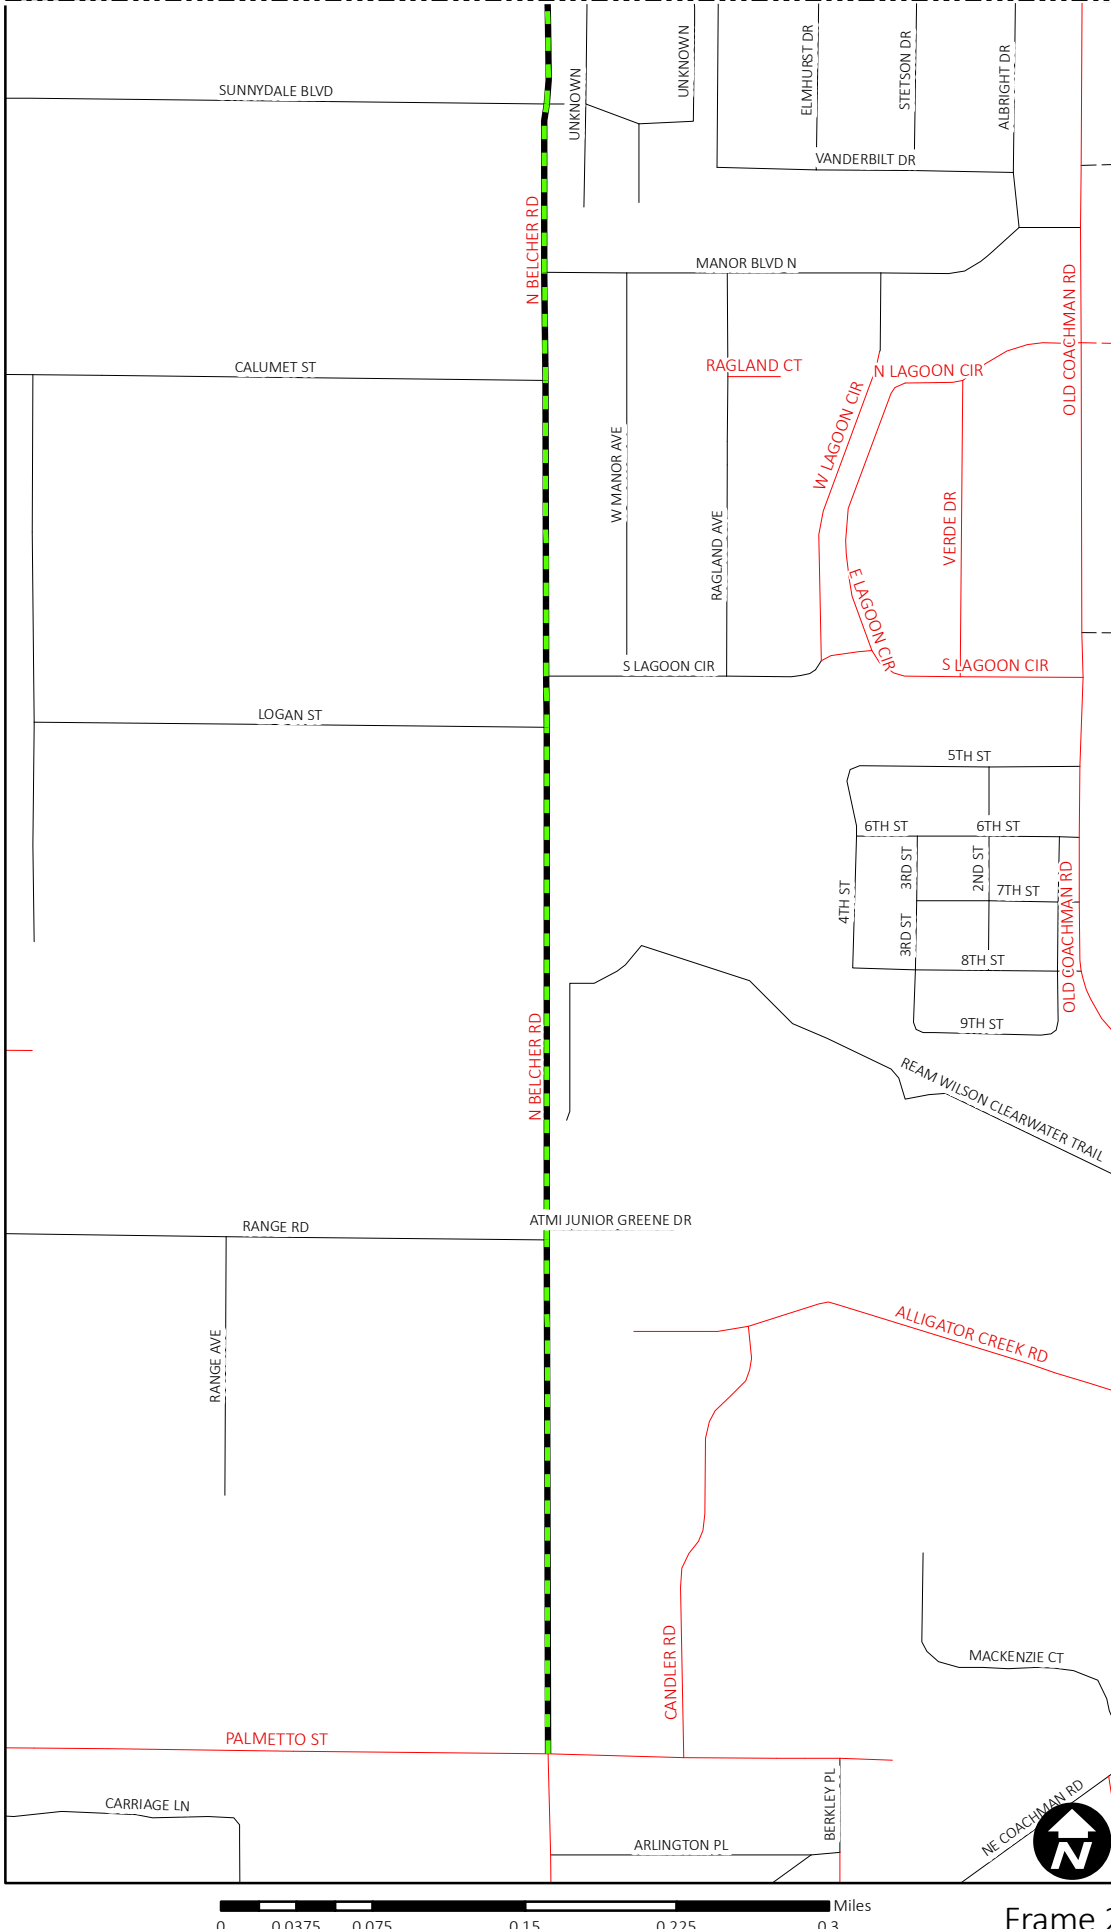 SUNNYDALE BLVD
UNKNOWN
UNKNOWN
ELMHURST DR
STETSON DR
ALBRIGHT DR
VANDERBILT DR
N BELCHER RD
MANOR BLVD N
OLD COACHMAN RD
CALUMET ST
RAGLAND CT
N LAGOON CIR
W LAGOON CIR
W MANOR AVE
RAGLAND AVE
VERDE DR
E LAGOON CIR
S LAGOON CIR
S LAGOON CIR
LOGAN ST
5TH ST
6TH ST
6TH ST
3RD ST
2ND ST
7TH ST
4TH ST
3RD ST
OLD COACHMAN RD
8TH ST
9TH ST
N BELCHER RD
REAM WILSON CLEARWATER TRAIL
RANGE RD
ATMI JUNIOR GREENE DR
RANGE AVE
ALLIGATOR CREEK RD
CANDLER RD
MACKENZIE CT
PALMETTO ST
CARRIAGE LN
BERKLEY PL
ARLINGTON PL
NE COACHMAN RD
N
Miles
0 0.0375 0.075 0.15 0.225 0.3
Frame